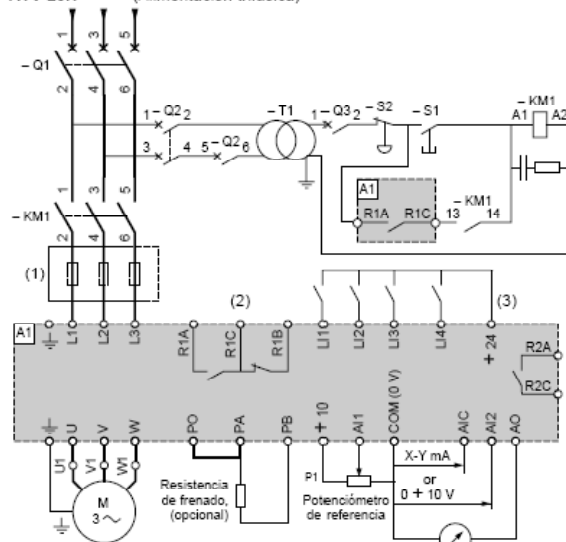 (Alimentación trifásica)
1 3 5
– Q1
2 4 6
1 – Q2 2
– T1
1 – Q3 2
– S2
– S1
– KM1
A1 A2
3 4 5 – Q2 6
1 3 5
– KM1
2 4 6
A1
R1A R1C
– KM1
13 14
(1)
(2)
(3)
A1
L1 L2 L3
R1A R1C R1B
LI1 LI2 LI3 LI4 + 24
R2A
R2C
U V W
PO PA PB
+ 10 AI1 COM (0 V) AIC AI2 AO
U1 V1 W1
M
3 ~
Resistencia
de frenado,
(opcional)
P1
Potenciómetro
de referencia
X-Y mA
or
0 + 10 V